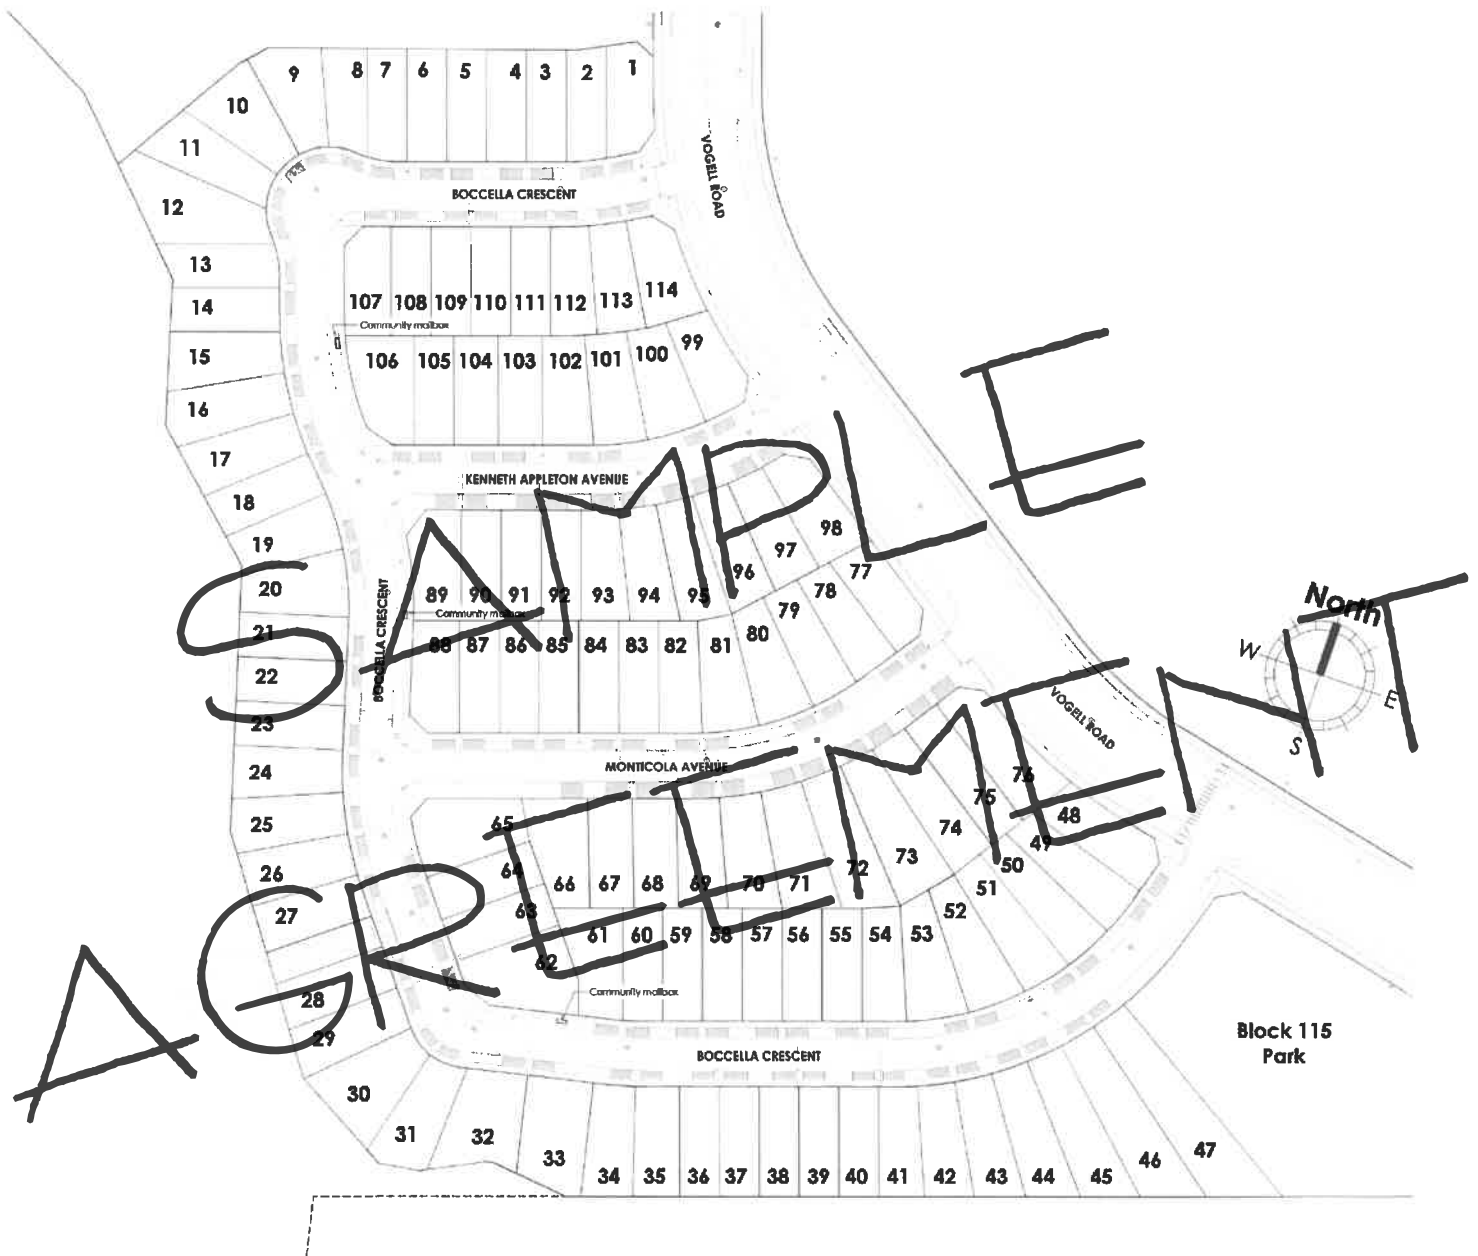 9 8 7 6 5 4 3 2 1
10
11
12
BOCCELLA CRESCENT
VOGELL ROAD
13
14
15
16
17
18
19
20
21
22
23
24
25
26
27
28
29
30
31
32
33
107 108 109 110 111 112 113 114
Community mailbox
106 105 104 103 102 101 100 99
KENNETH APPLETON AVENUE
89 90 91 92 93 94 95 96 97 98
Community mailbox
88 87 86 85 84 83 82 81 80 79 78 77
BOCCELLA CRESCENT
MONTICOLA AVENUE
VOGELL ROAD
North
W
E
S
65
64
63
62
66 67 68 69 70 71 72 73 74 75 76
61 60 59 58 57 56 55 54 53 52 51 50 49 48
Community mailbox
BOCCELLA CRESCENT
Block 115
Park
34 35 36 37 38 39 40 41 42 43 44 45 46 47
SAMPLE
AGREEMENT